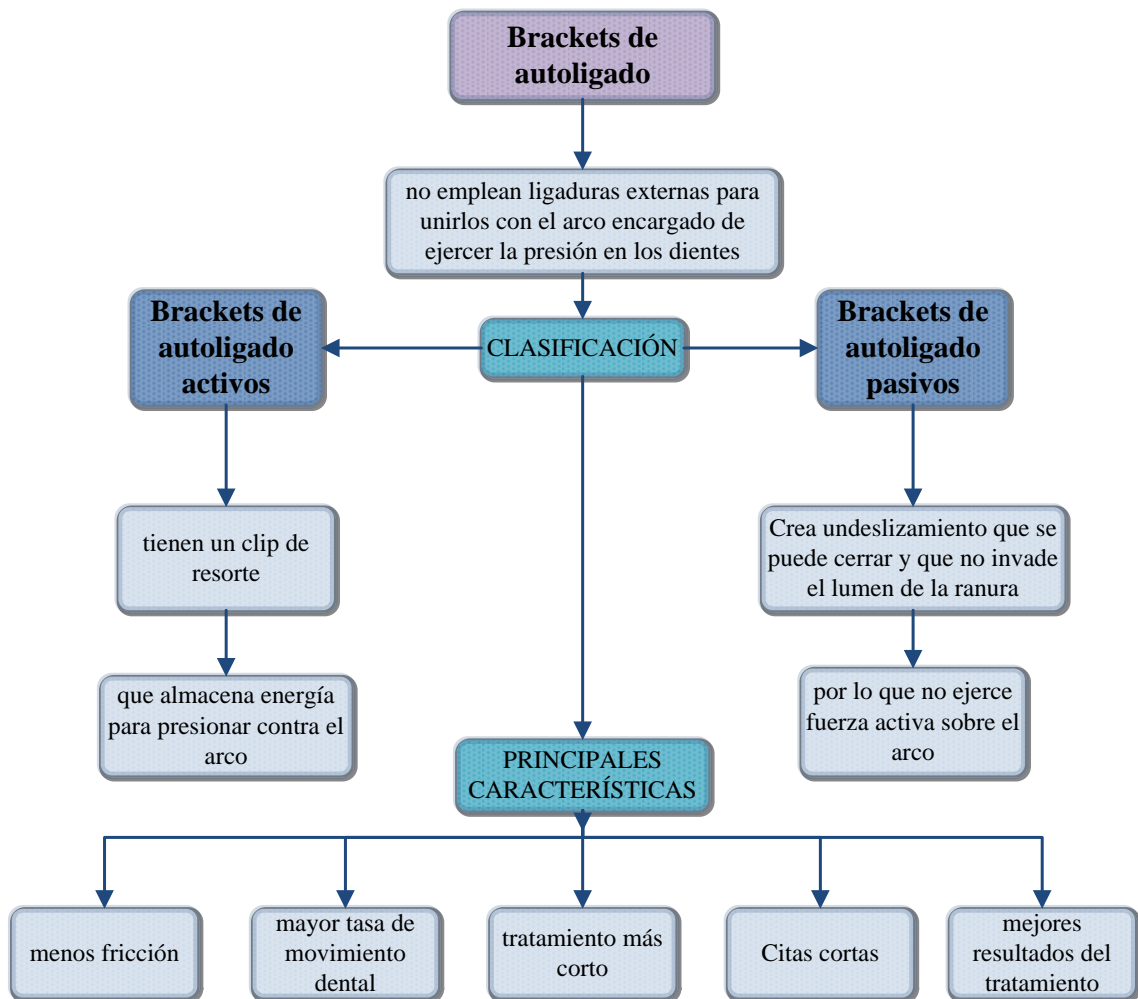 Brackets de
autoligado
no emplean ligaduras externas para
unirlos con el arco encargado de
ejercer la presión en los dientes
Brackets de
autoligado
activos
CLASIFICACIÓN
Brackets de
autoligado
pasivos
tienen un clip de
resorte
Crea undeslizamiento que se
puede cerrar y que no invade
el lumen de la ranura
que almacena energía
para presionar contra el
arco
por lo que no ejerce
fuerza activa sobre el
arco
PRINCIPALES
CARACTERÍSTICAS
menos fricción
mayor tasa de
movimiento
dental
tratamiento más
corto
Citas cortas
mejores
resultados del
tratamiento